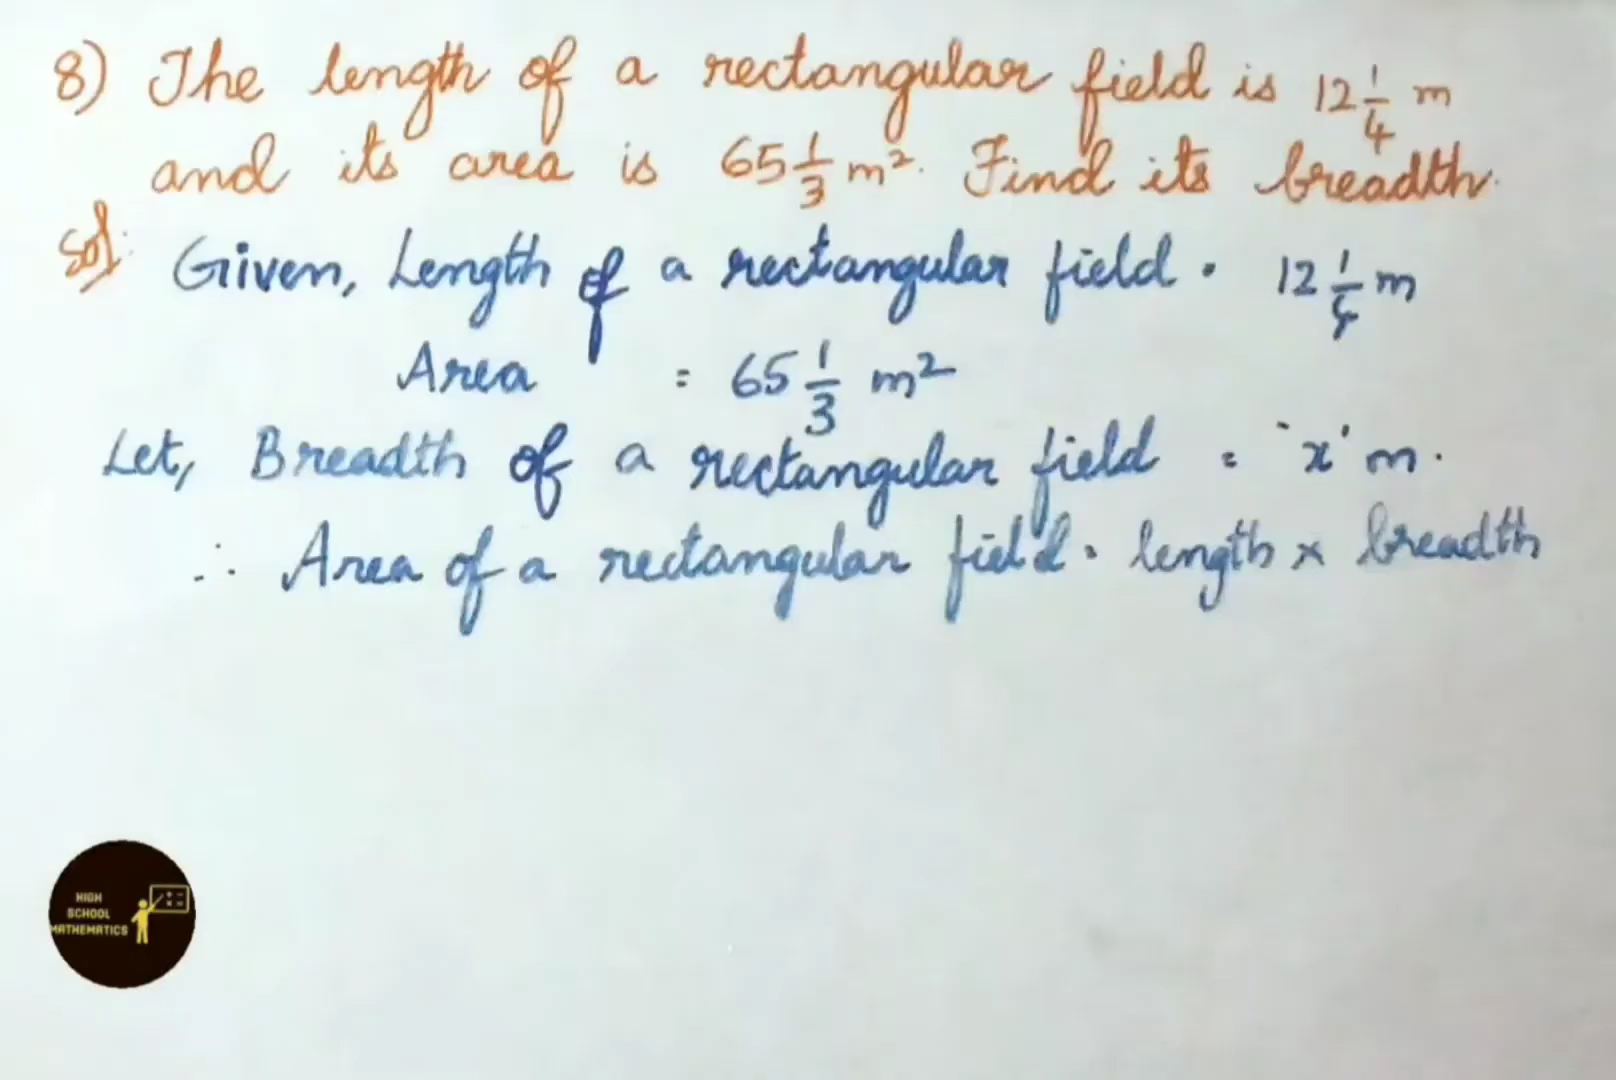 8) The length of a rectangular field is 12 1/4 m
and its area is 65 1/3 m². Find its breadth.
Sol: Given, Length of a rectangular field = 12 1/4 m
Area = 65 1/3 m²
Let, Breadth of a rectangular field = 'x' m.
∴ Area of a rectangular field = length × breadth
HIGH
SCHOOL
MATHEMATICS